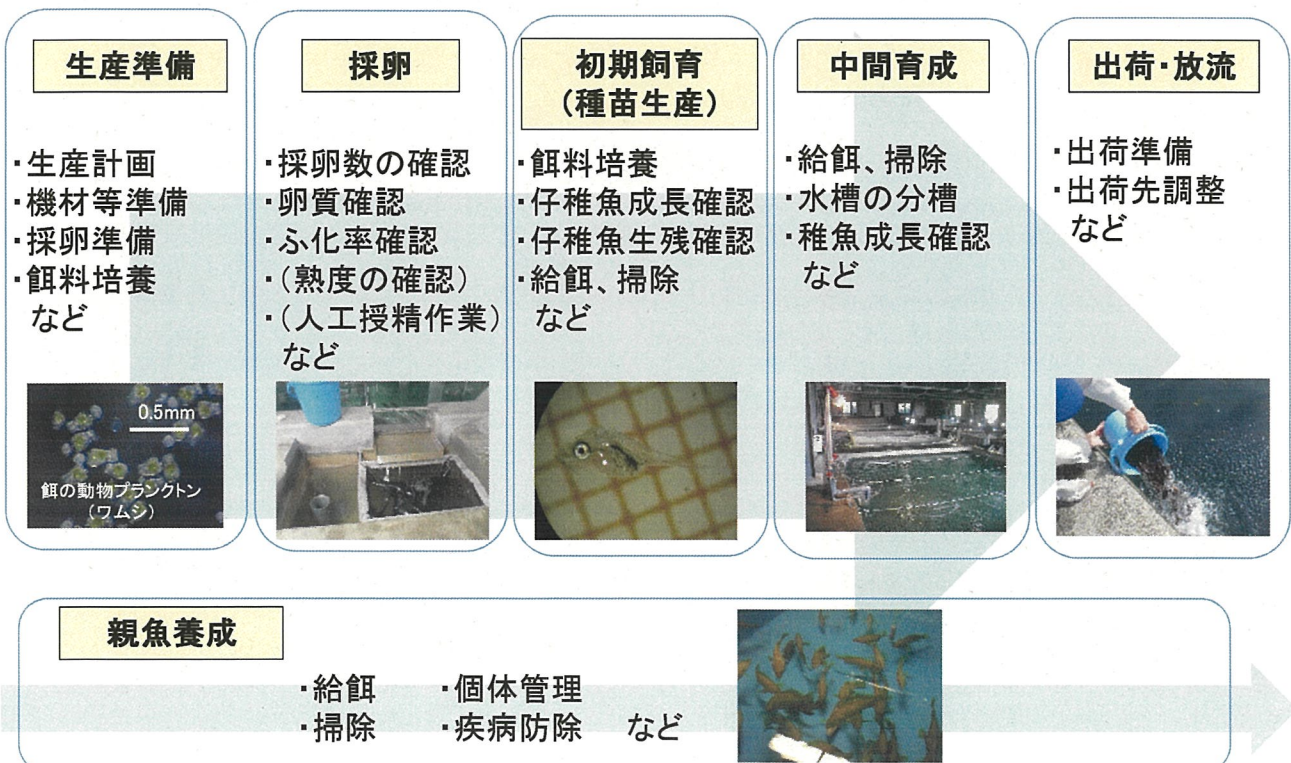 生産準備
・生産計画
・機材等準備
・採卵準備
・餌料培養
など
0.5mm
餌の動物プランクトン
(ワムシ)
採卵
・採卵数の確認
・卵質確認
・ふ化率確認
・(熟度の確認)
・(人工授精作業)
など
初期飼育
(種苗生産)
・餌料培養
・仔稚魚成長確認
・仔稚魚生残確認
・給餌、掃除
など
中間育成
・給餌、掃除
・水槽の分槽
・稚魚成長確認
など
出荷・放流
・出荷準備
・出荷先調整
など
親魚養成
・給餌 ・個体管理
・掃除 ・疾病防除 など